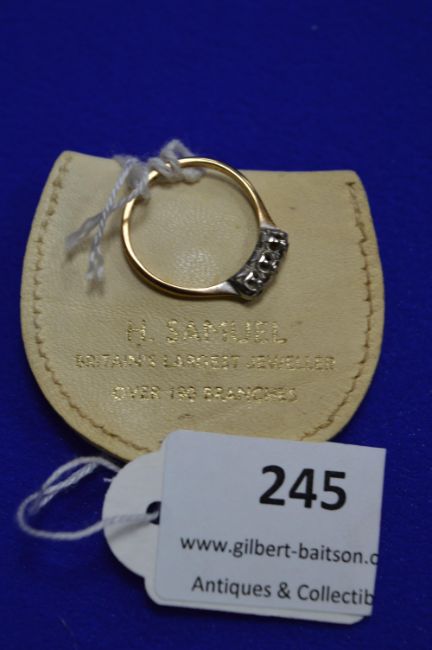 H. SAMUEL
BRITAIN'S LARGEST JEWELLER
OVER 190 BRANCHES
245
www.gilbert-baitson.c
Antiques & Collectib